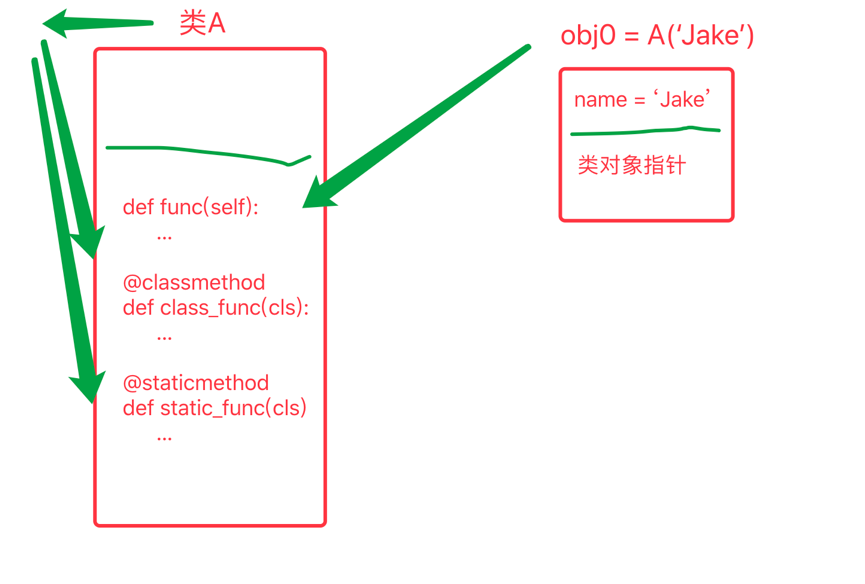 类A
def func(self):
...
@classmethod
def class_func(cls):
...
@staticmethod
def static_func(cls)
...
obj0 = A(‘Jake’)
name = ‘Jake’
类对象指针